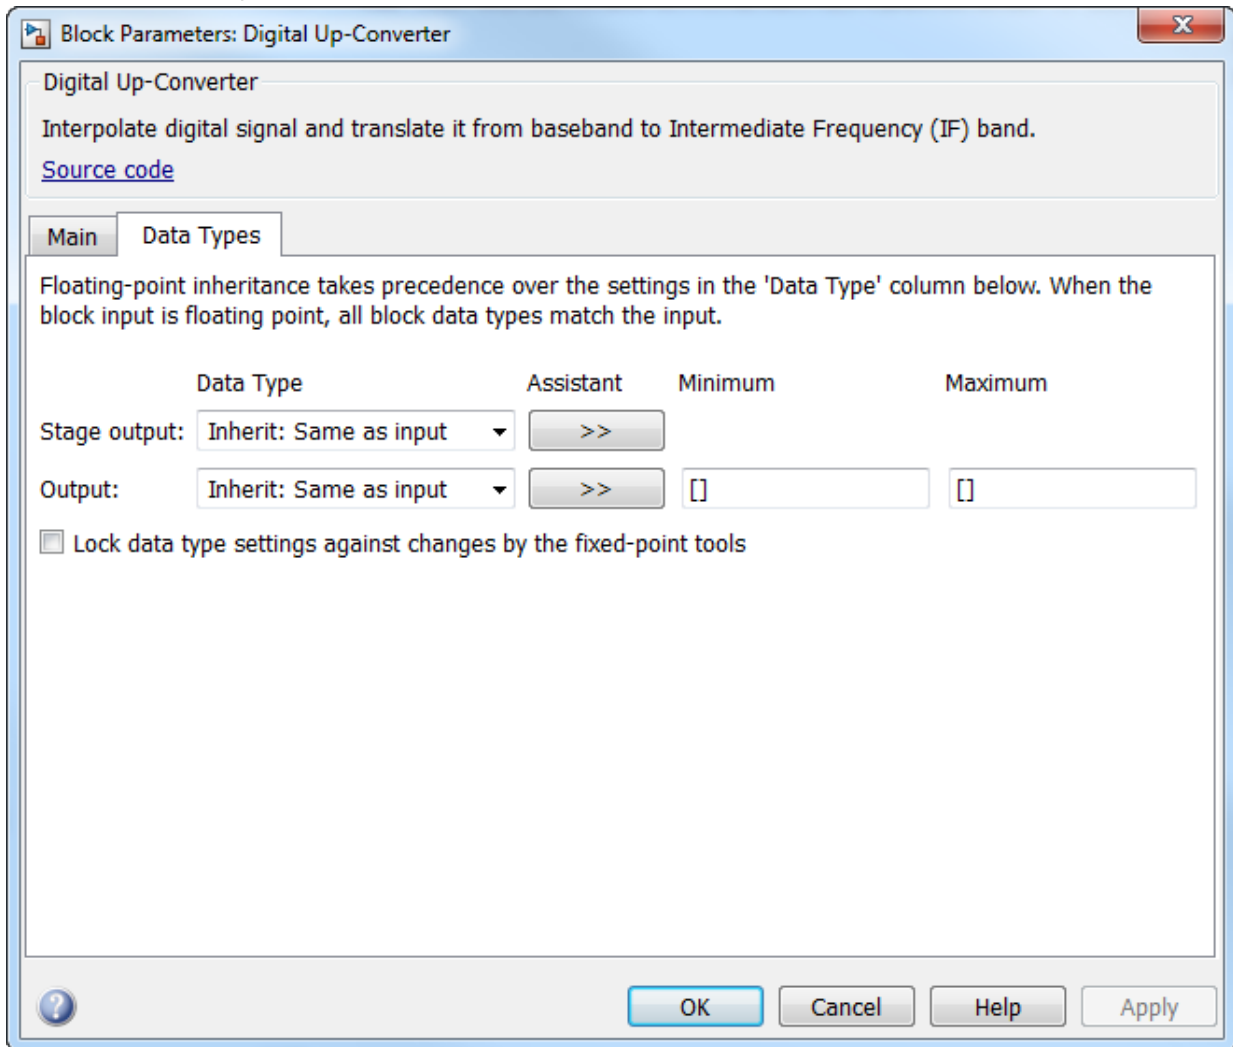 Block Parameters: Digital Up-Converter
x
Digital Up-Converter
Interpolate digital signal and translate it from baseband to Intermediate Frequency (IF) band.
Source code
Main Data Types
Floating-point inheritance takes precedence over the settings in the 'Data Type' column below. When the
block input is floating point, all block data types match the input.
Data Type Assistant Minimum Maximum
Stage output: Inherit: Same as input >>
Output: Inherit: Same as input >> [] []
Lock data type settings against changes by the fixed-point tools
? OK Cancel Help Apply